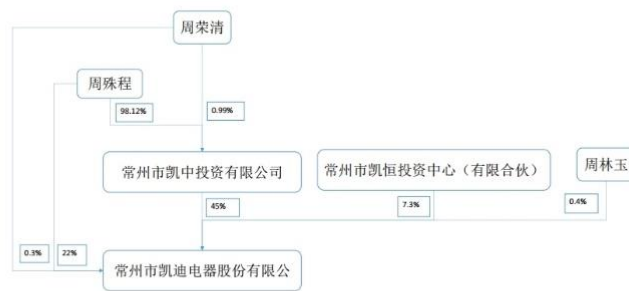 周荣清
周殊程
98.12%
0.99%
常州市凯中投资有限公司
常州市凯恒投资中心（有限合伙）
周林玉
45%
7.3%
0.4%
0.3%
22%
常州市凯迪电器股份有限公